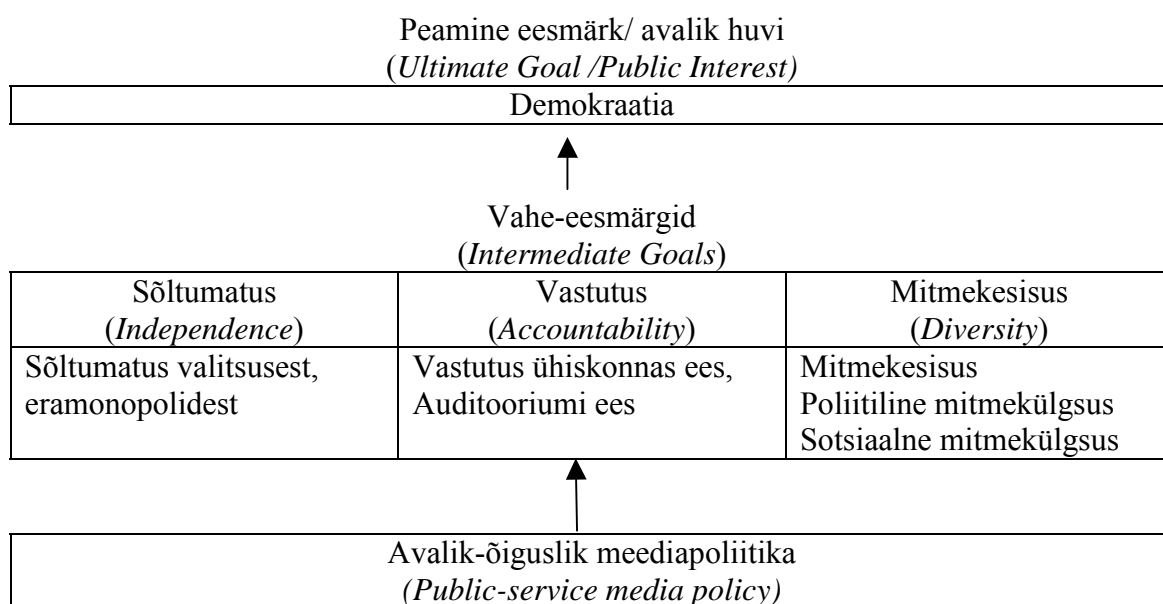 Peamine eesmärk/ avalik huvi
(Ultimate Goal /Public Interest)
Demokraatia
Vahe-eesmärgid
(Intermediate Goals)
Sõltumatus
(Independence)
Vastutus
(Accountability)
Mitmekesisus
(Diversity)
Sõltumatus valitsusest,
eramonopolidest
Vastutus ühiskonnas ees,
Auditooriumi ees
Mitmekesisus
Poliitiline mitmekülgsus
Sotsiaalne mitmekülgsus
Avalik-õiguslik meediapoliitika
(Public-service media policy)